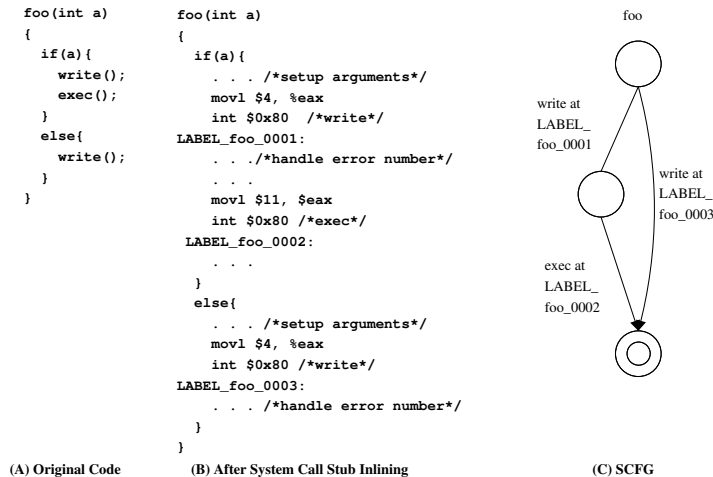 foo(int a)
{
if(a){
write();
exec();
}
else{
write();
}
}
(A) Original Code
foo(int a)
{
if(a){
. . . /*setup arguments*/
movl $4, %eax
int $0x80 /*write*/
LABEL_foo_0001:
. . ./*handle error number*/
. . .
movl $11, $eax
int $0x80 /*exec*/
LABEL_foo_0002:
. . .
}
else{
. . . /*setup arguments*/
movl $4, %eax
int $0x80 /*write*/
LABEL_foo_0003:
. . . /*handle error number*/
}
}
(B) After System Call Stub Inlining
foo
write at
LABEL_
foo_0001
write at
LABEL_
foo_0003
exec at
LABEL_
foo_0002
(C) SCFG